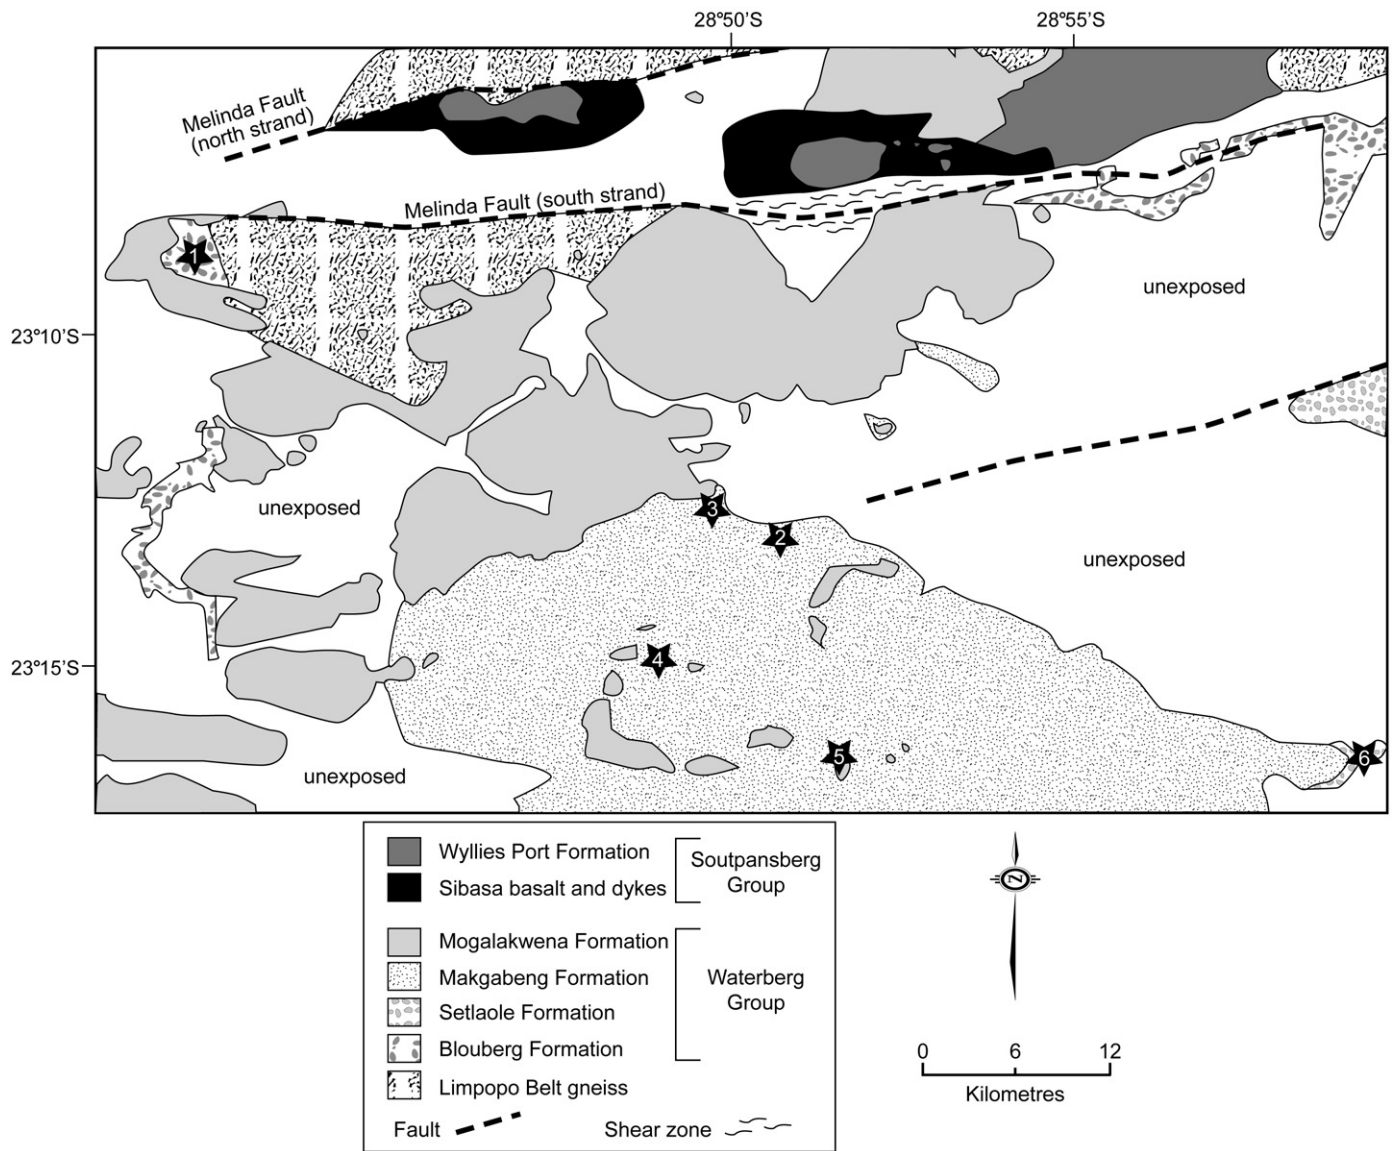 28°50'S 28°55'S
Melinda Fault
(north strand)
Melinda Fault (south strand)
1
unexposed
23°10'S
unexposed
3
2
unexposed
23°15'S
4
5
6
unexposed
Wyllies Port Formation
Sibasa basalt and dykes
Soutpansberg
Group
Mogalakwena Formation
Makgabeng Formation
Setlaole Formation
Blouberg Formation
Waterberg
Group
Limpopo Belt gneiss
Fault
Shear zone
N
0 6 12
Kilometres